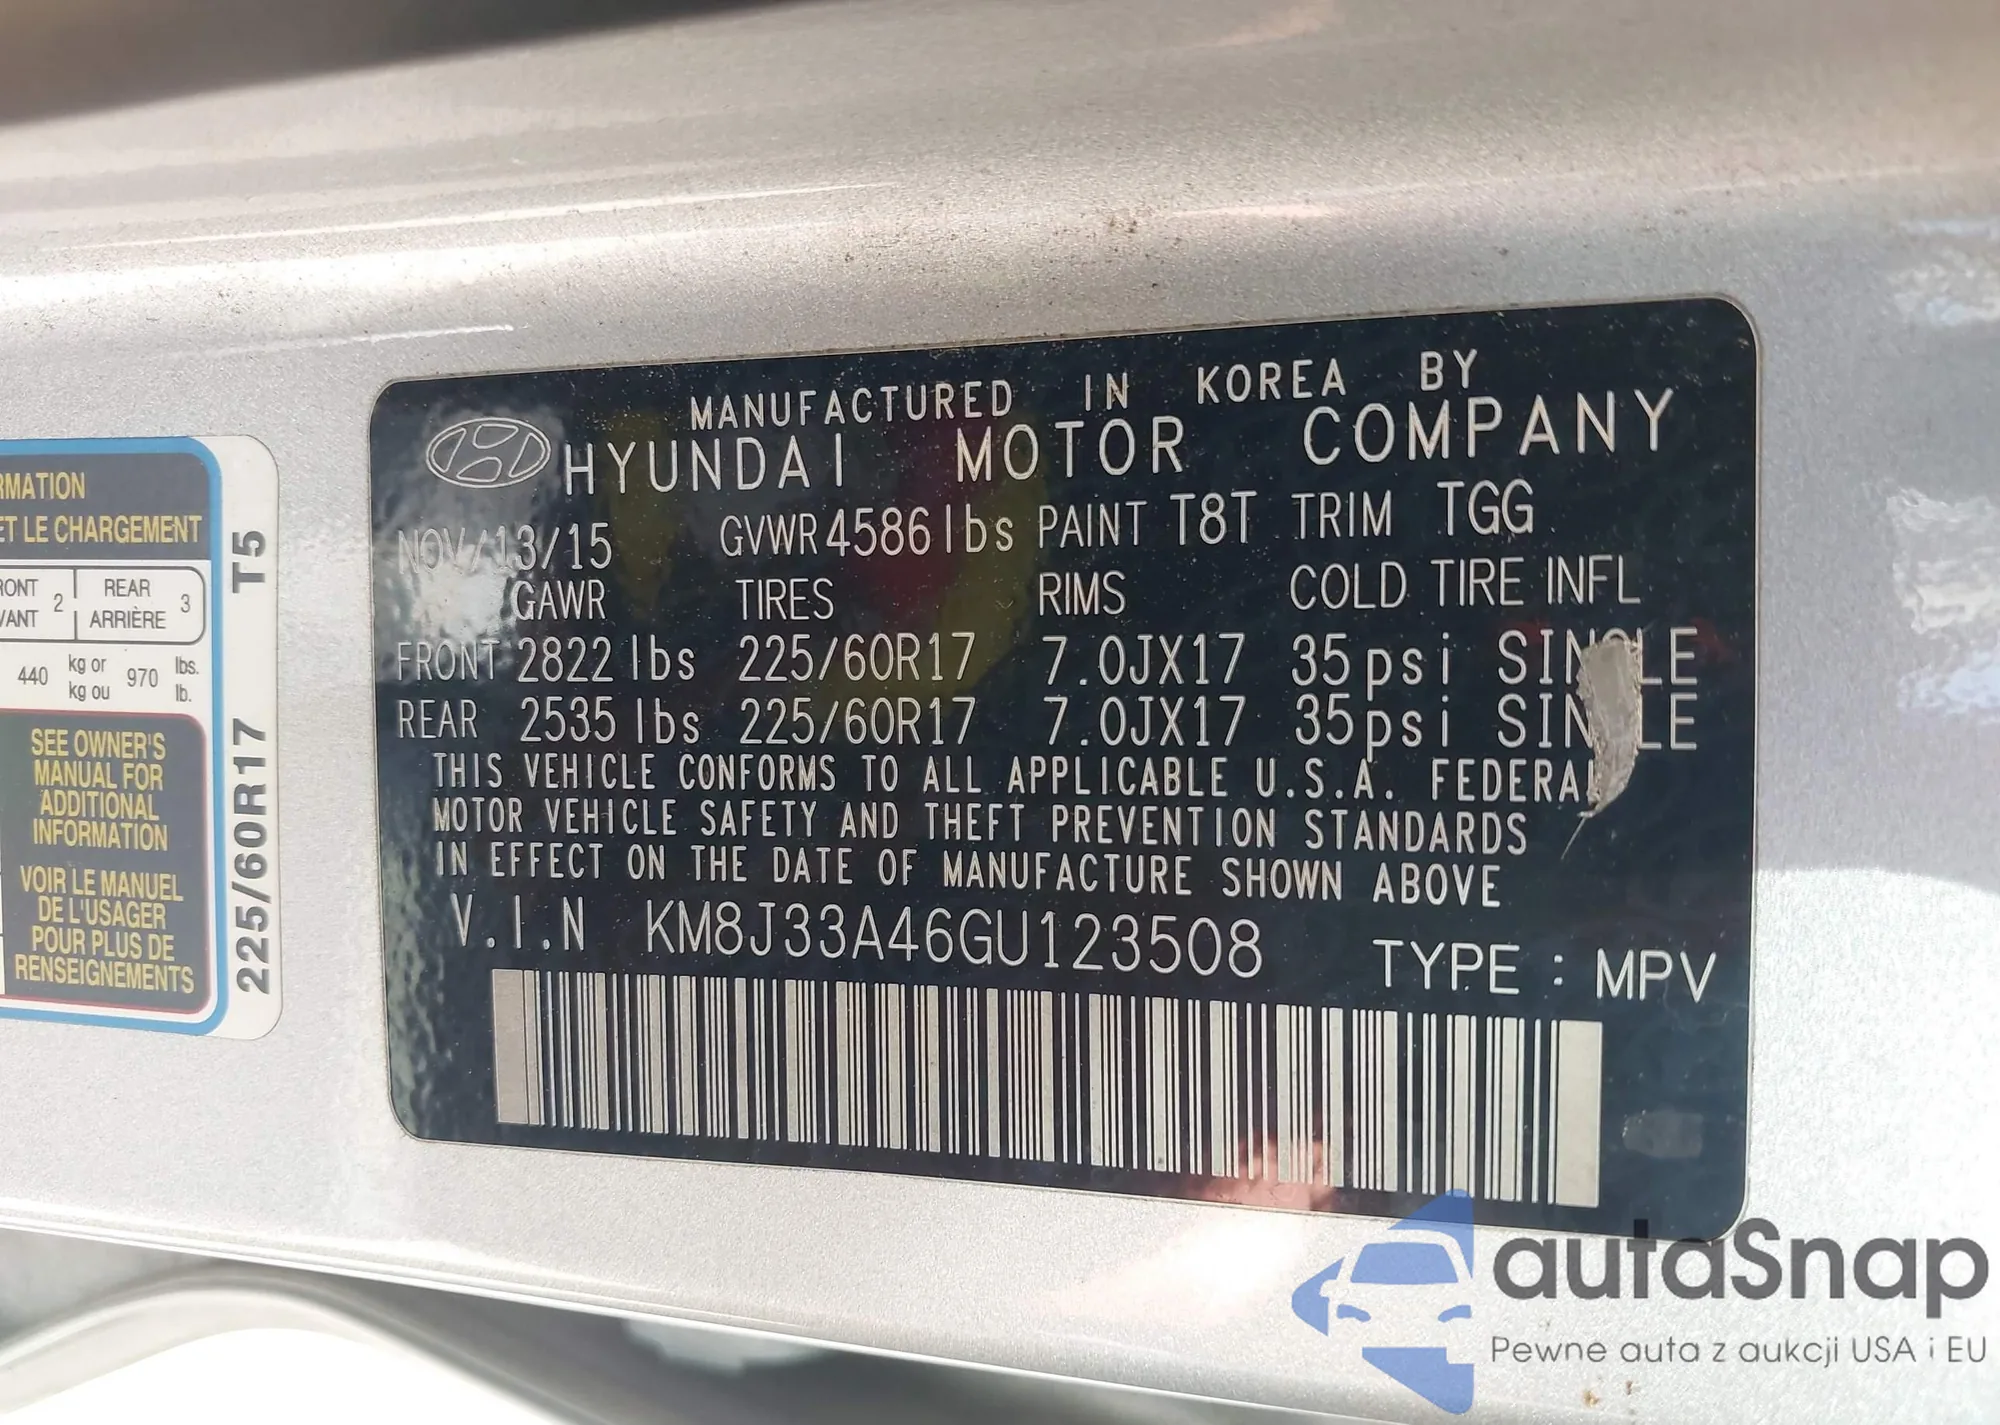 RMATION
ET LE CHARGEMENT
RONT
VANT 2
REAR
ARRIÈRE 3
440 kg or
kg ou 970 lbs.
lb.
SEE OWNER'S
MANUAL FOR
ADDITIONAL
INFORMATION
VOIR LE MANUEL
DE L'USAGER
POUR PLUS DE
RENSEIGNEMENTS
225/60R17 T5
MANUFACTURED IN KOREA BY
HYUNDAI MOTOR COMPANY
NOV/13/15 GVWR 4586 lbs PAINT T8T TRIM TGG
GAWR TIRES RIMS COLD TIRE INFL
FRONT 2822 lbs 225/60R17 7.0JX17 35psi SINGLE
REAR 2535 lbs 225/60R17 7.0JX17 35psi SINGLE
THIS VEHICLE CONFORMS TO ALL APPLICABLE U.S.A. FEDERAL
MOTOR VEHICLE SAFETY AND THEFT PREVENTION STANDARDS
IN EFFECT ON THE DATE OF MANUFACTURE SHOWN ABOVE
V.I.N KM8J33A46GU123508
TYPE : MPV
autaSnap
Pewne auta z aukcji USA i EU